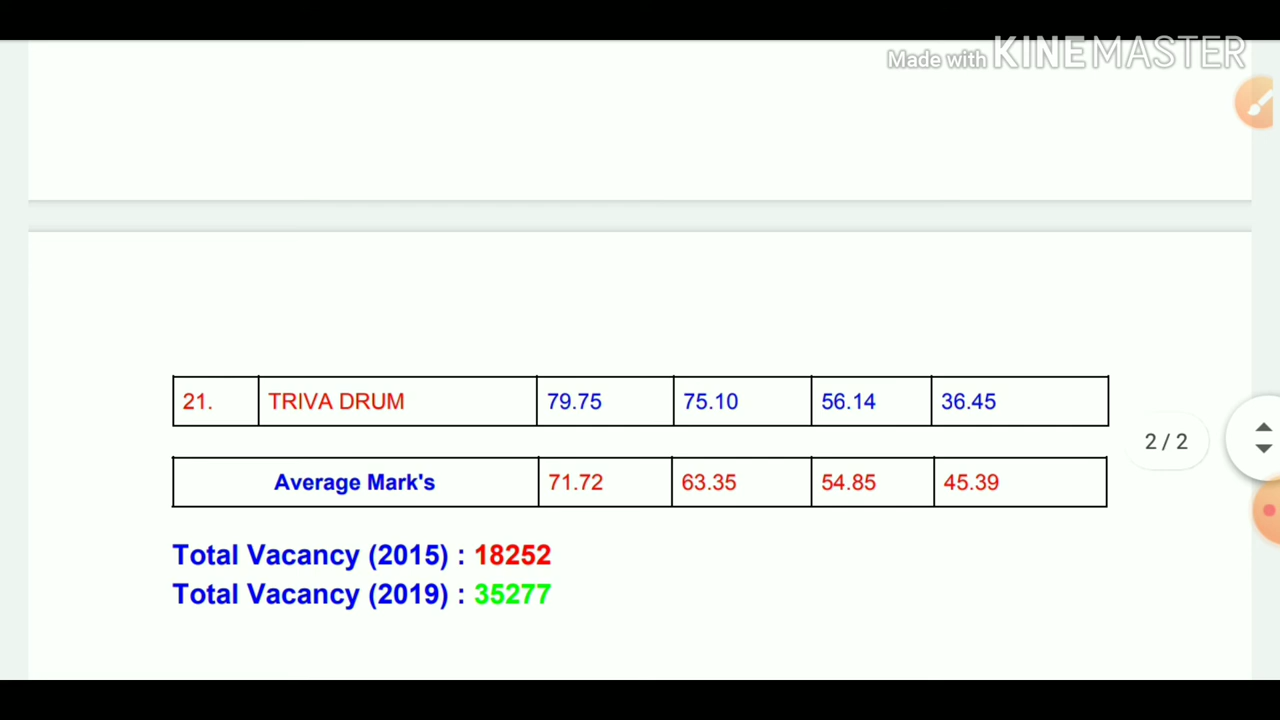 Made with KINEMASTER
21. TRIVA DRUM 79.75 75.10 56.14 36.45
2 / 2
Average Mark's 71.72 63.35 54.85 45.39
Total Vacancy (2015) : 18252
Total Vacancy (2019) : 35277